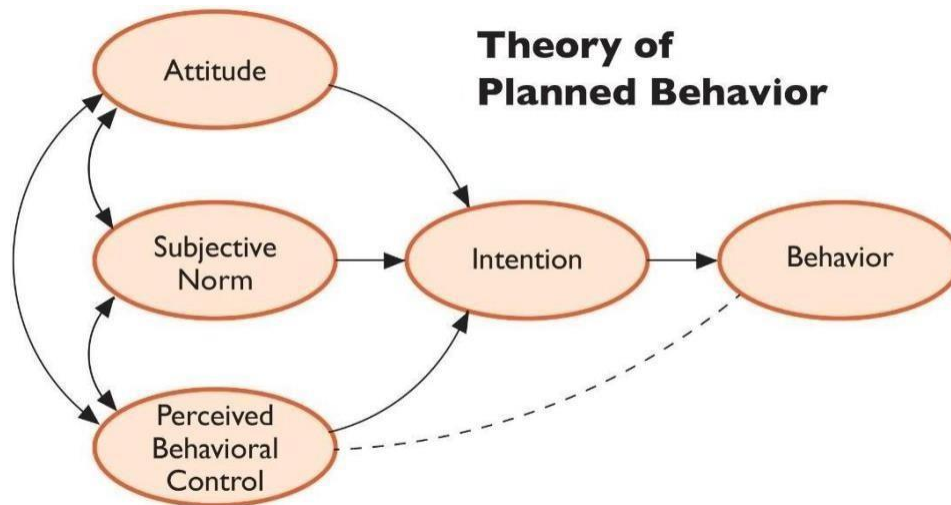 Theory of
Planned Behavior
Attitude
Subjective
Norm
Intention
Behavior
Perceived
Behavioral
Control